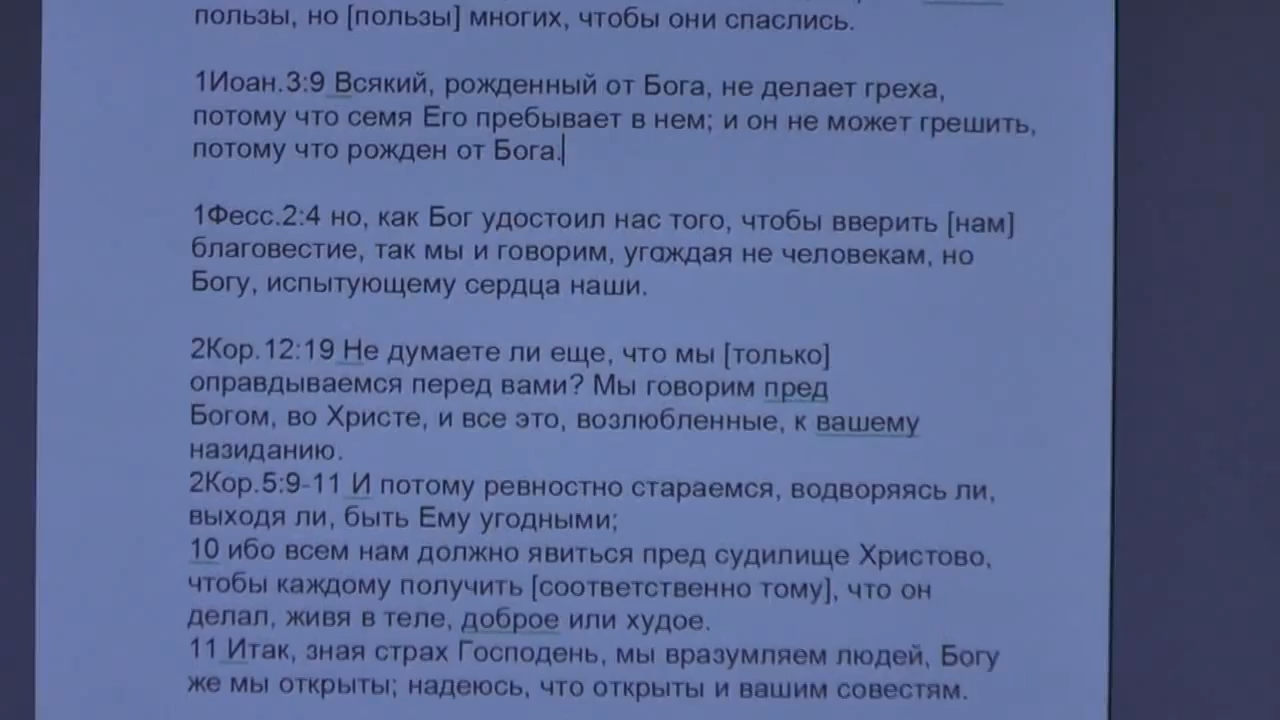 пользы, но [пользы] многих, чтобы они спаслись.
1Иоан.3:9 Всякий, рожденный от Бога, не делает греха,
потому что семя Его пребывает в нем; и он не может грешить,
потому что рожден от Бога.
1Фесс.2:4 но, как Бог удостоил нас того, чтобы вверить [нам]
благовестие, так мы и говорим, угождая не человекам, но
Богу, испытующему сердца наши.
2Кор.12:19 Не думаете ли еще, что мы [только]
оправдываемся перед вами? Мы говорим пред
Богом, во Христе, и все это, возлюбленные, к вашему
назиданию.
2Кор.5:9-11 И потому ревностно стараемся, водворяясь ли,
выходя ли, быть Ему угодными;
10 ибо всем нам должно явиться пред судилище Христово,
чтобы каждому получить [соответственно тому], что он
делал, живя в теле, доброе или худое.
11 Итак, зная страх Господень, мы вразумляем людей, Богу
же мы открыты; надеюсь, что открыты и вашим совестям.